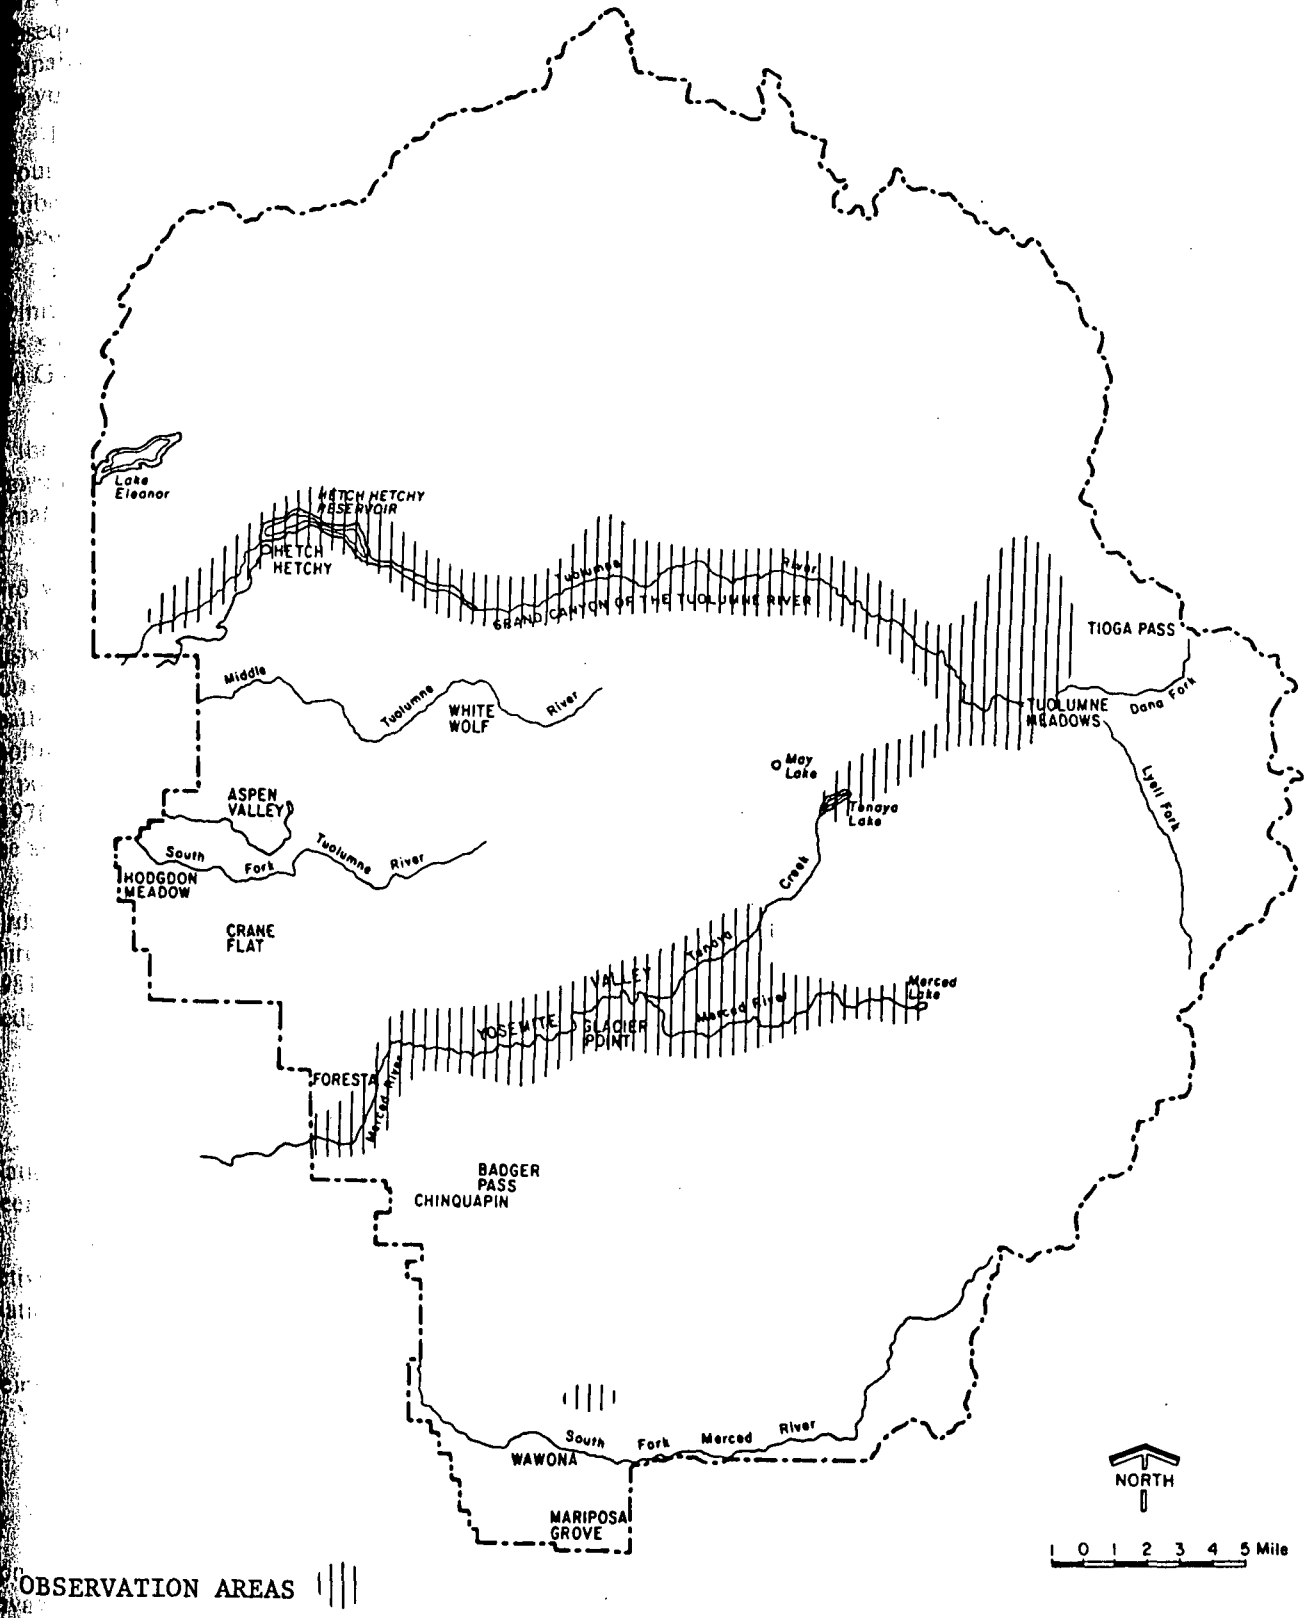 Lake
Eleanor
HETCH HETCHY
RESERVOIR
HETCH
HETCHY
Tuolumne River
GRAND CANYON OF THE TUOLUMNE RIVER
TIOGA PASS
Middle Tuolumne River
WHITE
WOLF
TUOLUMNE
MEADOWS
Dana Fork
May
Lake
Lyell Fork
ASPEN
VALLEY
Tenaya
Lake
South Fork Tuolumne River
HODGDON
MEADOW
Creek
CRANE
FLAT
Tenaya
VALLEY
Merced
Lake
Merced River
YOSEMITE
GLACIER
POINT
FORESTA
Merced River
BADGER
PASS
CHINQUAPIN
South Fork Merced River
WAWONA
NORTH
MARIPOSA
GROVE
1 0 1 2 3 4 5 Mile
OBSERVATION AREAS